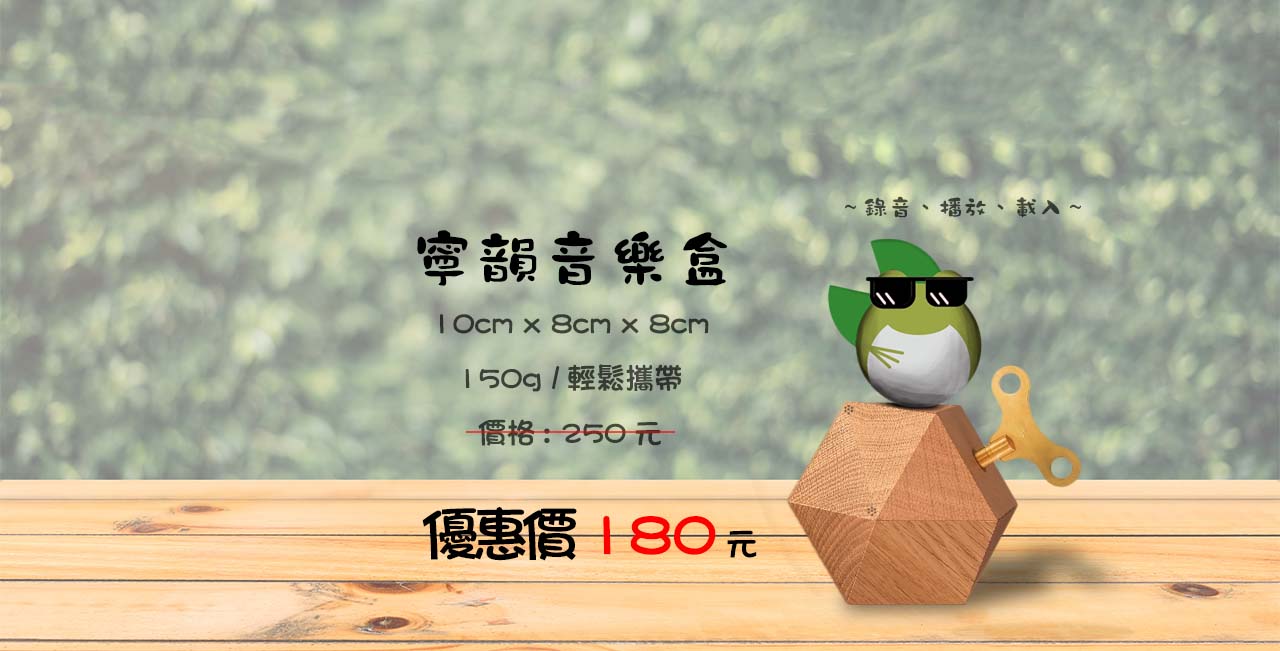 ~錄音、播放、載入~
寧韻音樂盒
10cm x 8cm x 8cm
150g / 輕鬆攜帶
價格 : 250 元
優惠價 180 元